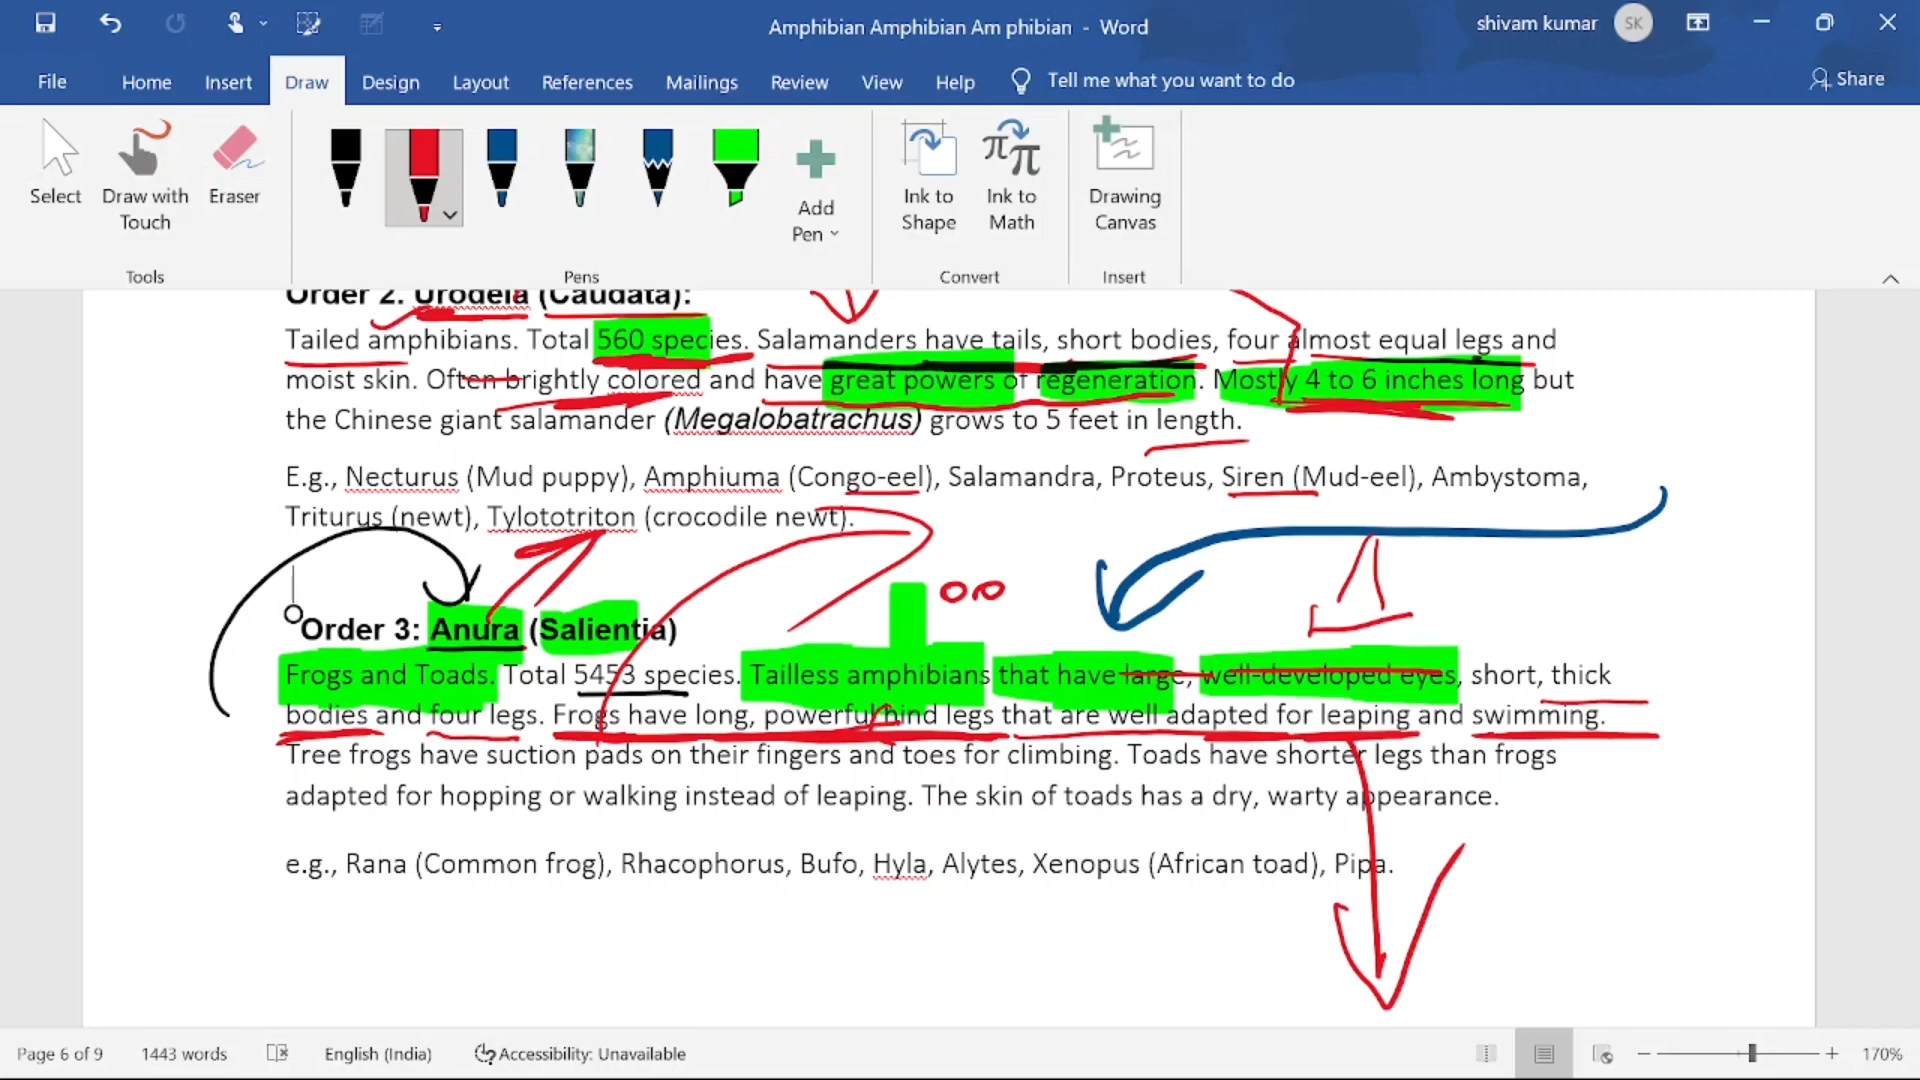 Amphibian Amphibian Am phibian - Word
shivam kumar
SK
File Home Insert Draw Design Layout References Mailings Review View Help Tell me what you want to do Share
Select Draw with Touch Eraser Add Pen Ink to Shape Ink to Math Drawing Canvas
Tools Pens Convert Insert
Order 2. Urodela (Caudata):
Tailed amphibians. Total 560 species. Salamanders have tails, short bodies, four almost equal legs and
moist skin. Often brightly colored and have great powers of regeneration. Mostly 4 to 6 inches long but
the Chinese giant salamander (Megalobatrachus) grows to 5 feet in length.
E.g., Necturus (Mud puppy), Amphiuma (Congo-eel), Salamandra, Proteus, Siren (Mud-eel), Ambystoma,
Triturus (newt), Tylototriton (crocodile newt).
Order 3: Anura (Salientia)
Frogs and Toads. Total 5453 species. Tailless amphibians that have large, well-developed eyes, short, thick
bodies and four legs. Frogs have long, powerful hind legs that are well adapted for leaping and swimming.
Tree frogs have suction pads on their fingers and toes for climbing. Toads have shorter legs than frogs
adapted for hopping or walking instead of leaping. The skin of toads has a dry, warty appearance.
e.g., Rana (Common frog), Rhacophorus, Bufo, Hyla, Alytes, Xenopus (African toad), Pipa.
Page 6 of 9 1443 words English (India) Accessibility: Unavailable 170%